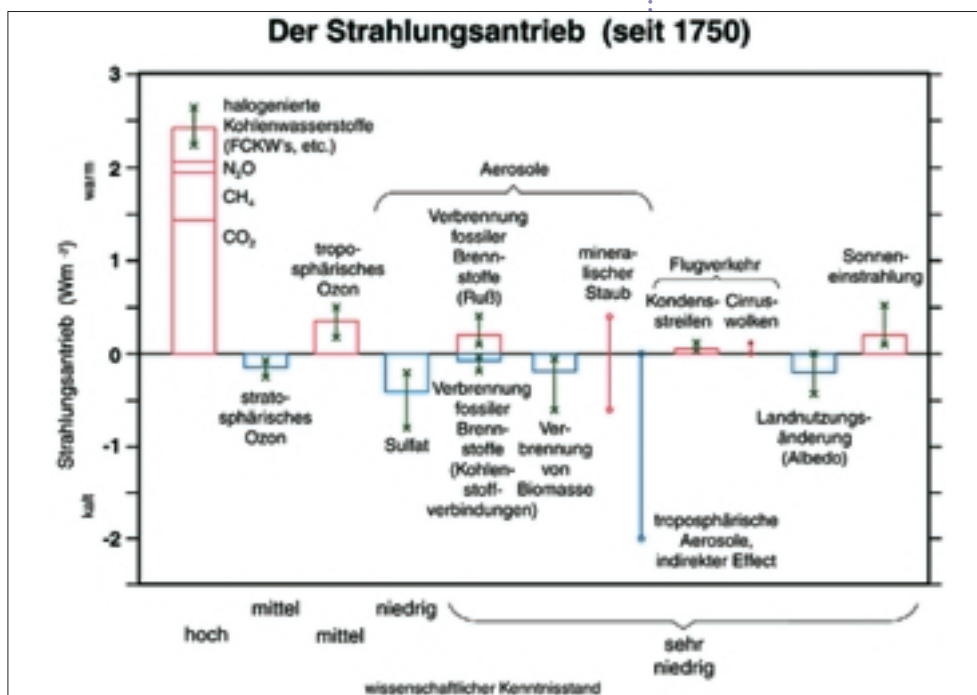 Der Strahlungsantrieb (seit 1750)
3
2
1
0
-1
-2
warm
Strahlungsantrieb (Wm⁻²)
kalt
halogenierte
Kohlenwasserstoffe
(FCKW's, etc.)
N₂O
CH₄
CO₂
strato-
sphärisches
Ozon
tropo-
sphärisches
Ozon
Aerosole
Sulfat
Verbrennung
fossiler
Brenn-
stoffe
(Ruß)
Verbrennung
fossiler
Brenn-
stoffe
(Kohlen-
stoff-
verbindungen)
Ver-
brennung
von
Biomasse
minera-
lischer
Staub
troposphärische
Aerosole,
indirekter Effect
Flugverkehr
Kondens-
streifen
Cirrus-
wolken
Landnutzungs-
änderung
(Albedo)
Sonnen-
einstrahlung
hoch
mittel
mittel
niedrig
sehr
niedrig
wissenschaftlicher Kenntnisstand